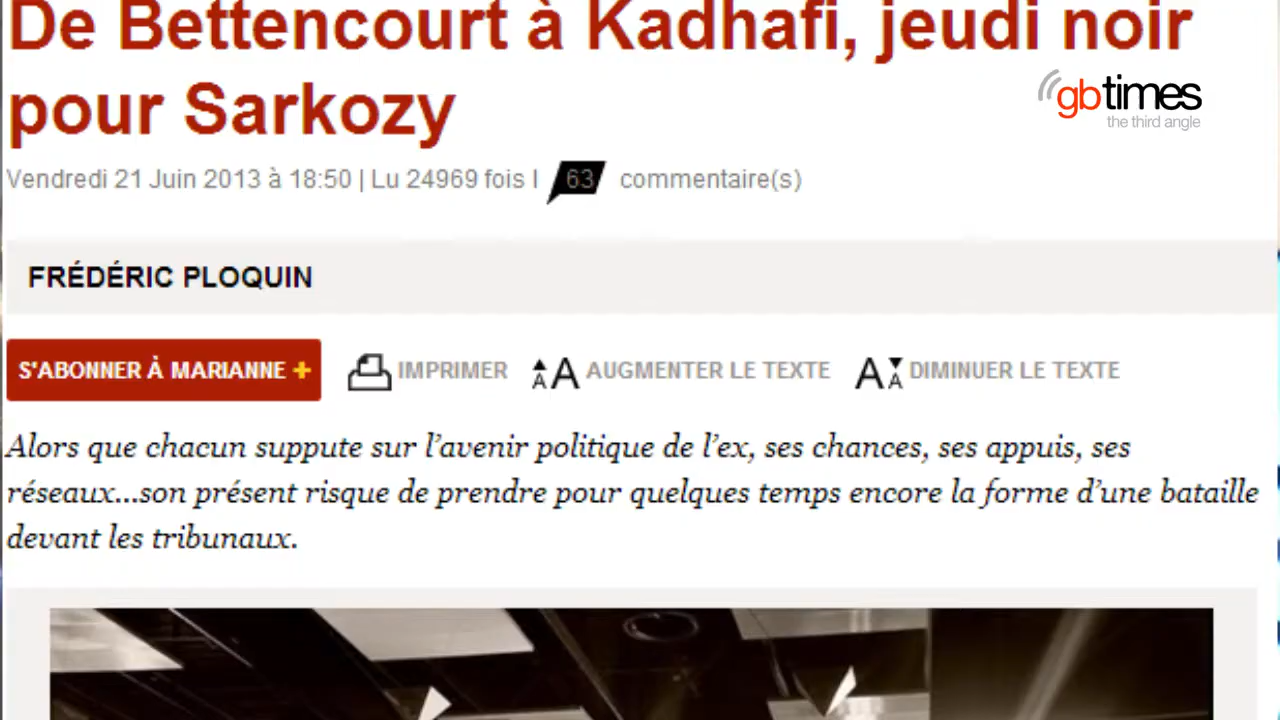 De Bettencourt à Kadhafi, jeudi noir
pour Sarkozy
gbtimes
the third angle
Vendredi 21 Juin 2013 à 18:50 | Lu 24969 fois I 63 commentaire(s)
FRÉDÉRIC PLOQUIN
S'ABONNER À MARIANNE + IMPRIMER AA AUGMENTER LE TEXTE AA DIMINUER LE TEXTE
Alors que chacun suppute sur l’avenir politique de l’ex, ses chances, ses appuis, ses
réseaux...son présent risque de prendre pour quelques temps encore la forme d’une bataille
devant les tribunaux.